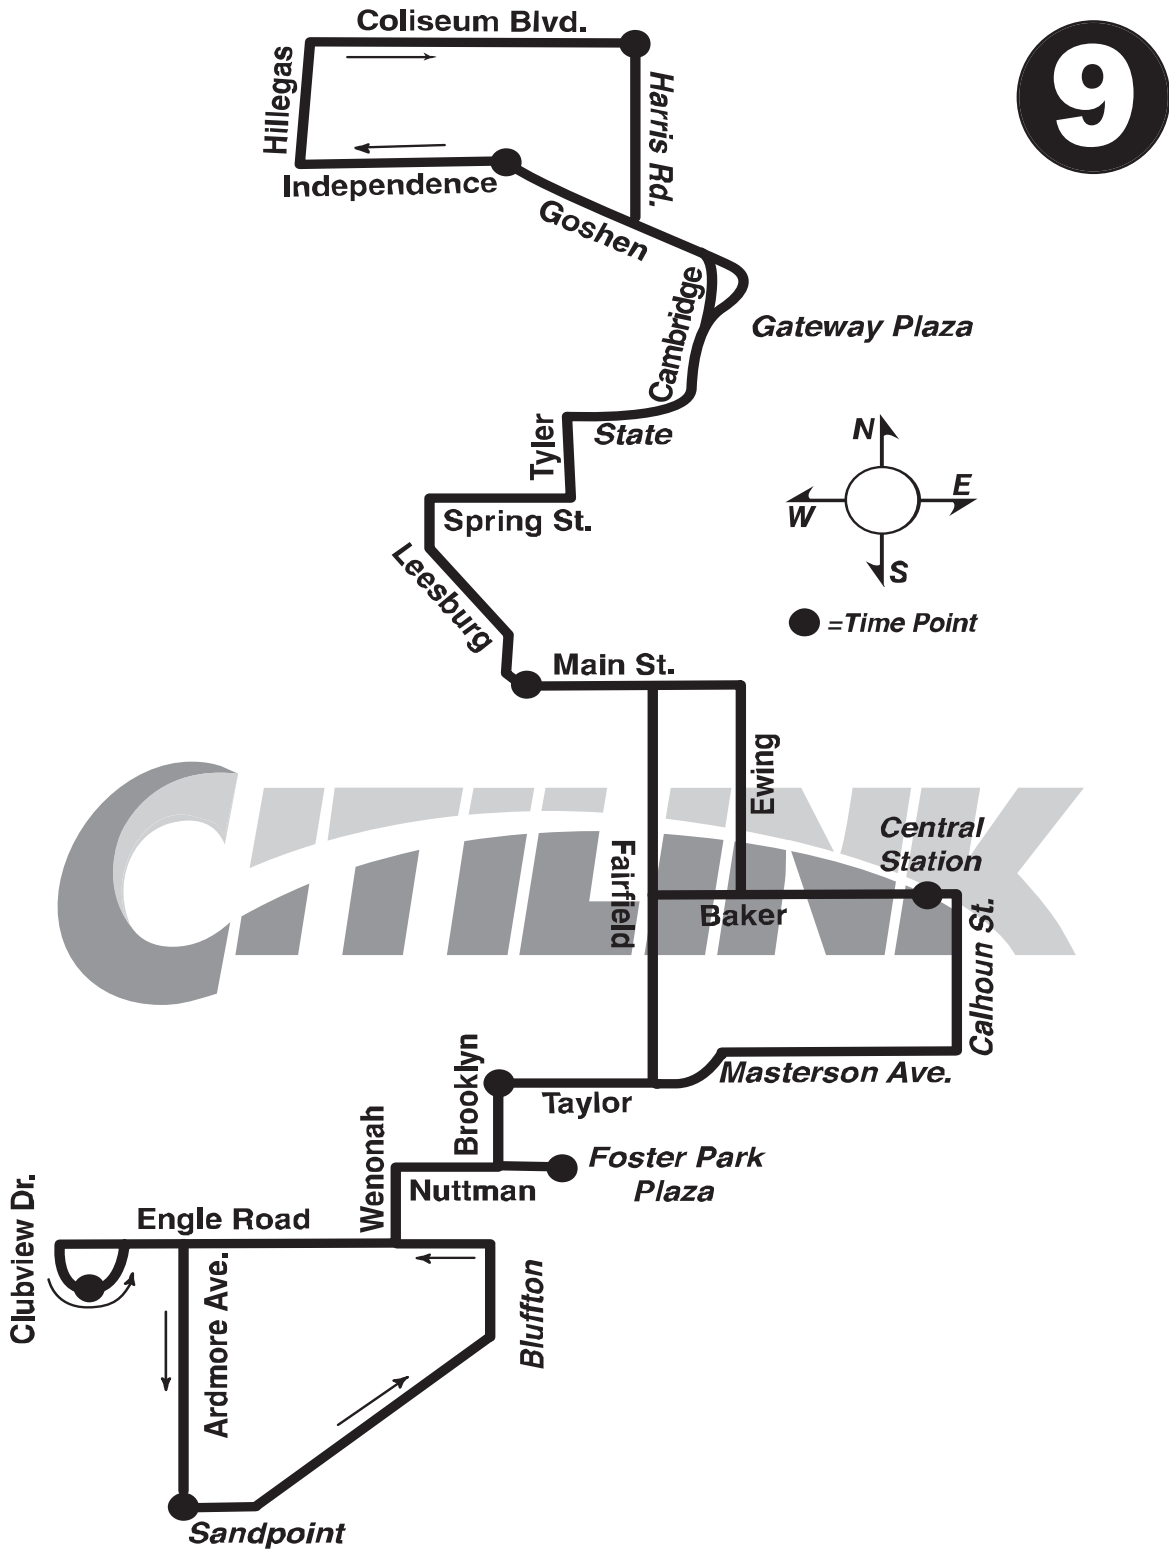 Coliseum Blvd.
9
Hillegas
Harris Rd.
Independence
Goshen
Cambridge
Gateway Plaza
Tyler
State
N
W
E
S
Spring St.
Leesburg
=Time Point
Main St.
Ewing
CITILINK
Central
Station
Fairfield
Baker
Calhoun St.
Brooklyn
Masterson Ave.
Taylor
Wenonah
Foster Park
Plaza
Nuttman
Clubview Dr.
Engle Road
Ardmore Ave.
Bluffton
Sandpoint